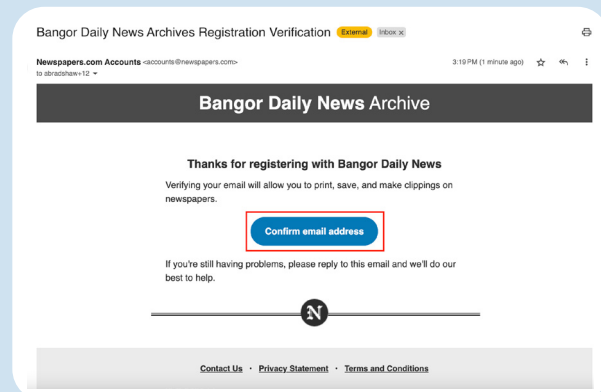 Bangor Daily News Archives Registration Verification External Inbox x
Newspapers.com Accounts <accounts@newspapers.com> 3:19 PM (1 minute ago)
to abradshaw+12
Bangor Daily News Archive
Thanks for registering with Bangor Daily News
Verifying your email will allow you to print, save, and make clippings on
newspapers.
Confirm email address
If you're still having problems, please reply to this email and we'll do our
best to help.
N
Contact Us · Privacy Statement · Terms and Conditions